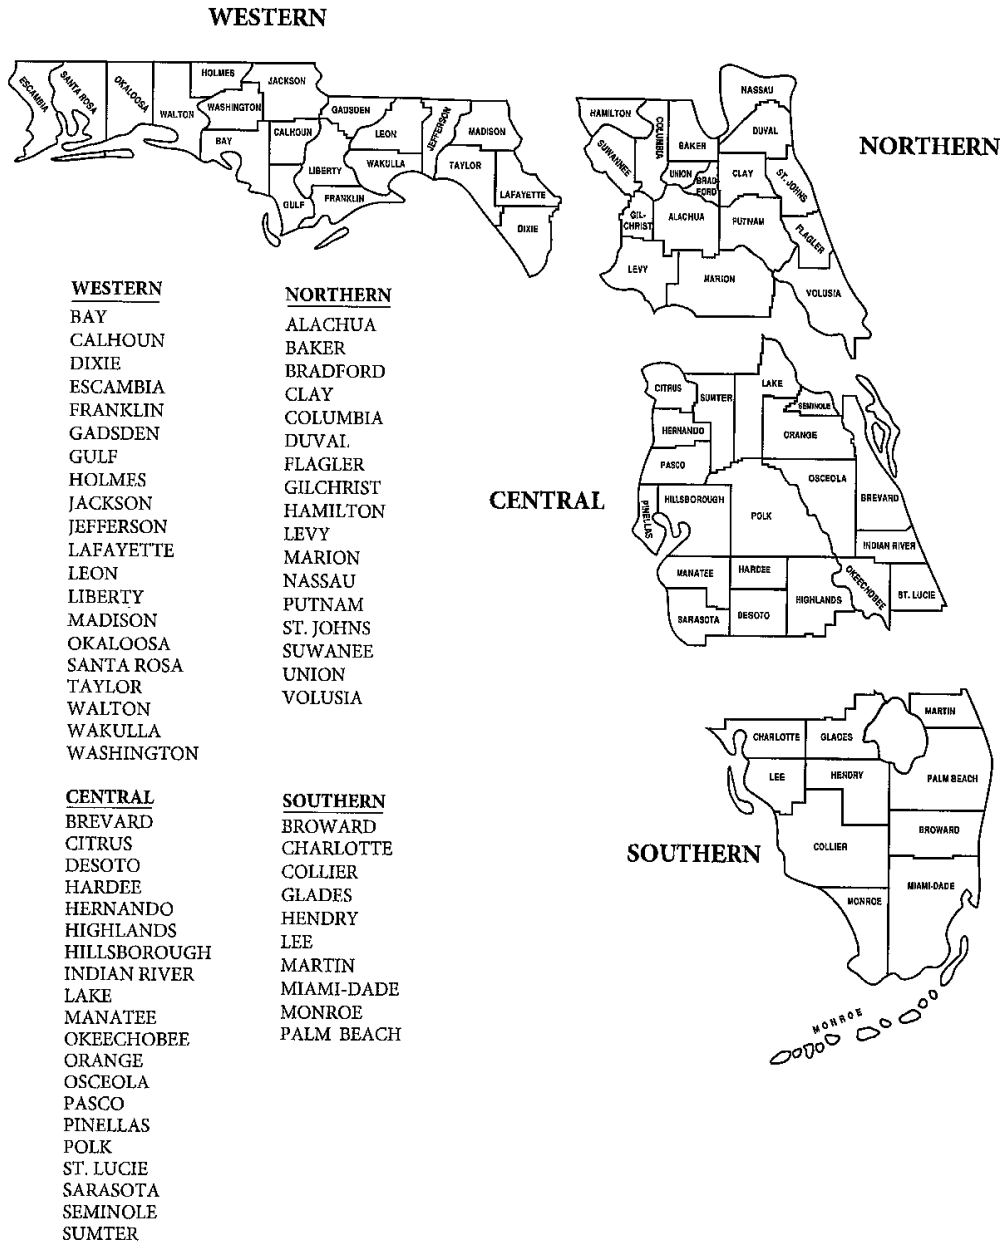 WESTERN
ESCAMBIA
SANTA ROSA
OKALOOSA
WALTON
HOLMES
WASHINGTON
BAY
JACKSON
CALHOUN
GULF
GADSDEN
LIBERTY
FRANKLIN
LEON
WAKULLA
JEFFERSON
MADISON
TAYLOR
LAFAYETTE
DIXIE
NORTHERN
HAMILTON
SUWANNEE
COLUMBIA
BAKER
NASSAU
DUVAL
UNION
BRAD
FORD
CLAY
ST. JOHNS
GIL-
CHRIST
ALACHUA
PUTNAM
FLAGLER
LEVY
MARION
VOLUSIA
CENTRAL
CITRUS
SUMTER
LAKE
SEMINOLE
HERNANDO
ORANGE
PASCO
OSCEOLA
PINELLAS
HILLSBOROUGH
POLK
BREVARD
INDIAN RIVER
MANATEE
HARDEE
OKEECHOBEE
ST. LUCIE
SARASOTA
DESOTO
HIGHLANDS
SOUTHERN
MARTIN
CHARLOTTE
GLADES
LEE
HENDRY
PALM BEACH
BROWARD
COLLIER
MIAMI-DADE
MONROE
MONROE
WESTERN
BAY
CALHOUN
DIXIE
ESCAMBIA
FRANKLIN
GADSDEN
GULF
HOLMES
JACKSON
JEFFERSON
LAFAYETTE
LEON
LIBERTY
MADISON
OKALOOSA
SANTA ROSA
TAYLOR
WALTON
WAKULLA
WASHINGTON
NORTHERN
ALACHUA
BAKER
BRADFORD
CLAY
COLUMBIA
DUVAL
FLAGLER
GILCHRIST
HAMILTON
LEVY
MARION
NASSAU
PUTNAM
ST. JOHNS
SUWANEE
UNION
VOLUSIA
CENTRAL
BREVARD
CITRUS
DESOTO
HARDEE
HERNANDO
HIGHLANDS
HILLSBOROUGH
INDIAN RIVER
LAKE
MANATEE
OKEECHOBEE
ORANGE
OSCEOLA
PASCO
PINELLAS
POLK
ST. LUCIE
SARASOTA
SEMINOLE
SUMTER
SOUTHERN
BROWARD
CHARLOTTE
COLLIER
GLADES
HENDRY
LEE
MARTIN
MIAMI-DADE
MONROE
PALM BEACH